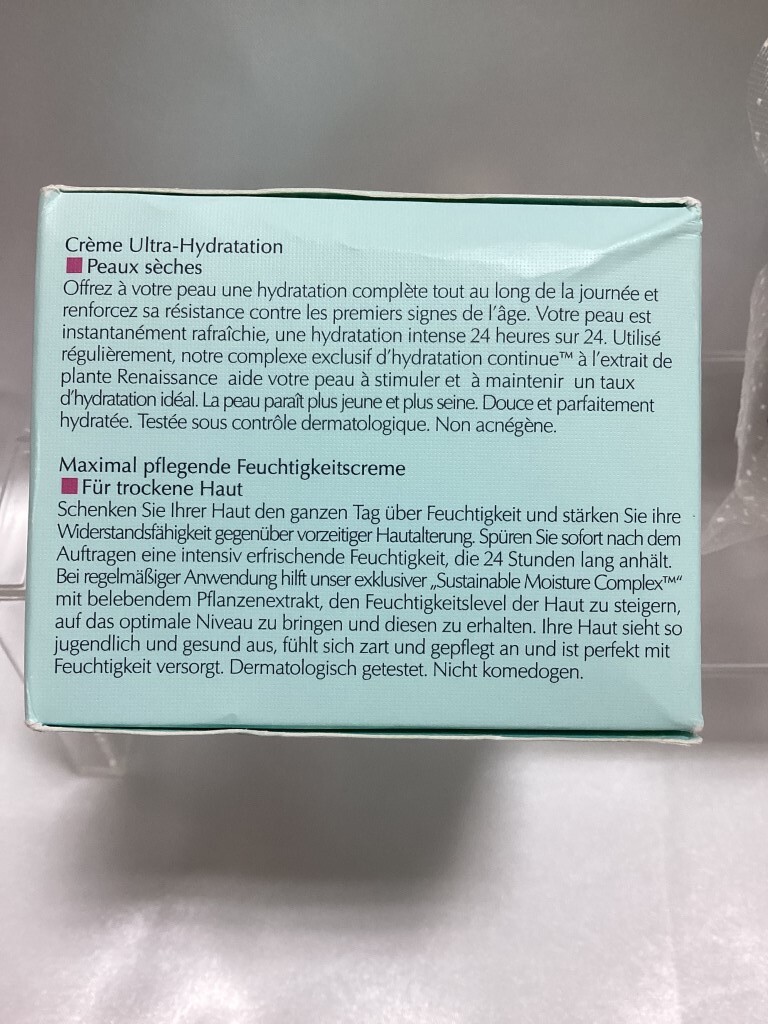 Crème Ultra-Hydratation
Peaux sèches
Offrez à votre peau une hydratation complète tout au long de la journée et
renforcez sa résistance contre les premiers signes de l'âge. Votre peau est
instantanément rafraîchie, une hydratation intense 24 heures sur 24. Utilisé
régulièrement, notre complexe exclusif d'hydratation continue™ à l'extrait de
plante Renaissance aide votre peau à stimuler et à maintenir un taux
d'hydratation idéal. La peau paraît plus jeune et plus seine. Douce et parfaitement
hydratée. Testée sous contrôle dermatologique. Non acnégène.
Maximal pflegende Feuchtigkeitscreme
Für trockene Haut
Schenken Sie Ihrer Haut den ganzen Tag über Feuchtigkeit und stärken Sie ihre
Widerstandsfähigkeit gegenüber vorzeitiger Hautalterung. Spüren Sie sofort nach dem
Auftragen eine intensiv erfrischende Feuchtigkeit, die 24 Stunden lang anhält.
Bei regelmäßiger Anwendung hilft unser exklusiver „Sustainable Moisture Complex™“
mit belebendem Pflanzenextrakt, den Feuchtigkeitslevel der Haut zu steigern,
auf das optimale Niveau zu bringen und diesen zu erhalten. Ihre Haut sieht so
jugendlich und gesund aus, fühlt sich zart und gepflegt an und ist perfekt mit
Feuchtigkeit versorgt. Dermatologisch getestet. Nicht komedogen.